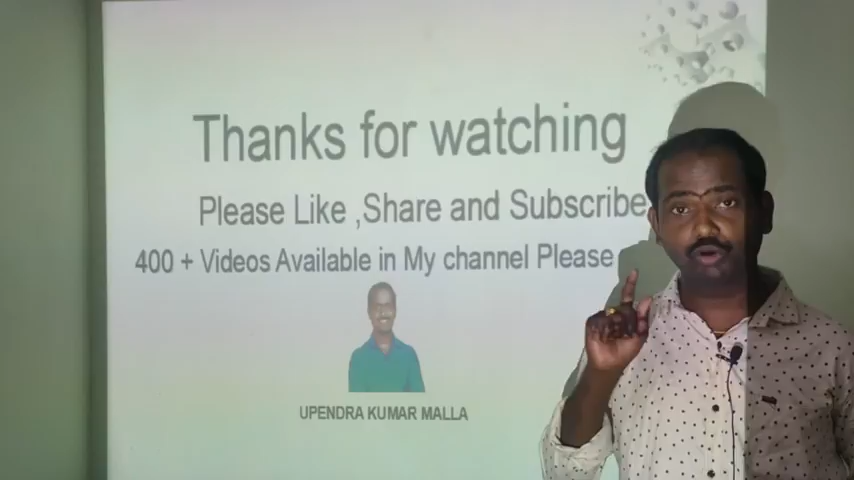 Thanks for watching
Please Like ,Share and Subscribe
400 + Videos Available in My channel Please
UPENDRA KUMAR MALLA